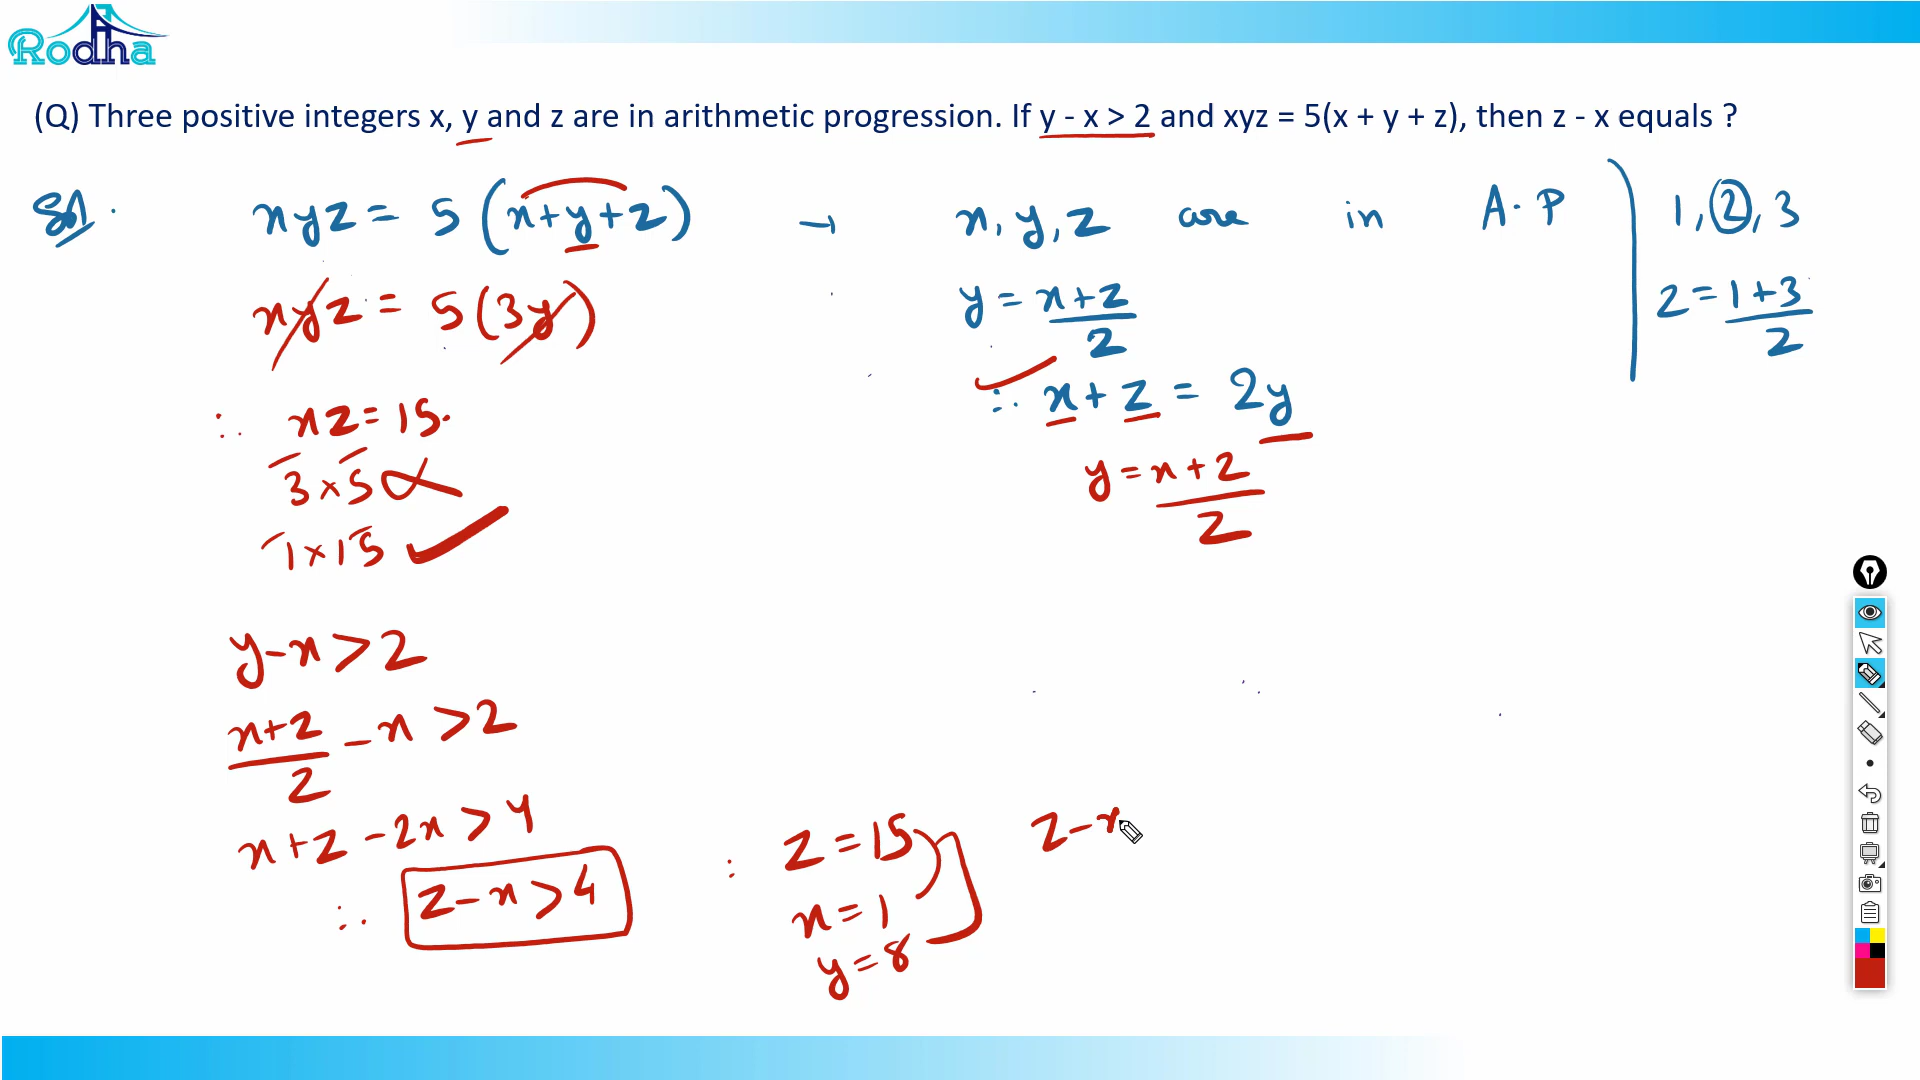 Rodha
(Q) Three positive integers x, y and z are in arithmetic progression. If y - x > 2 and xyz = 5(x + y + z), then z - x equals ?
Sol.
xyz = 5(x+y+z) → x, y, z are in A.P
xyz = 5(3y)
∴ xz = 15.
3 × 5
1 × 15
y - x > 2
x+z/2 - x > 2
x + z - 2x > 4
∴ z - x > 4
y = x+z/2
∴ x + z = 2y
y = x+z/2
1, 2, 3
2 = 1+3/2
: z = 15
x = 1
y = 8
z - x